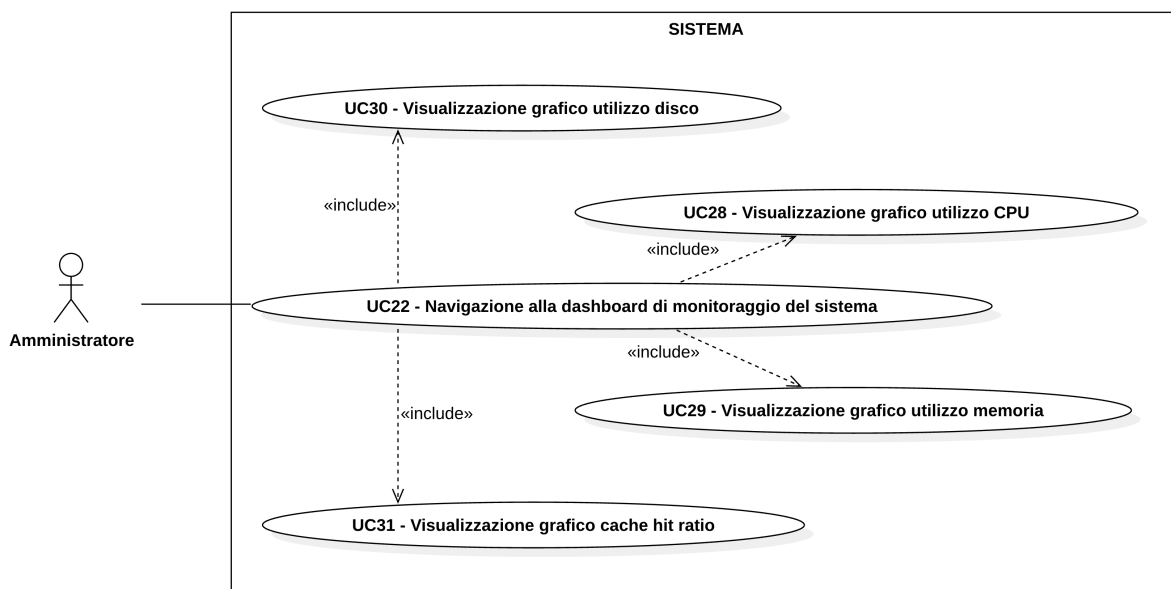 SISTEMA
UC30 - Visualizzazione grafico utilizzo disco
«include»
UC28 - Visualizzazione grafico utilizzo CPU
«include»
UC22 - Navigazione alla dashboard di monitoraggio del sistema
Amministratore
«include»
UC29 - Visualizzazione grafico utilizzo memoria
«include»
UC31 - Visualizzazione grafico cache hit ratio